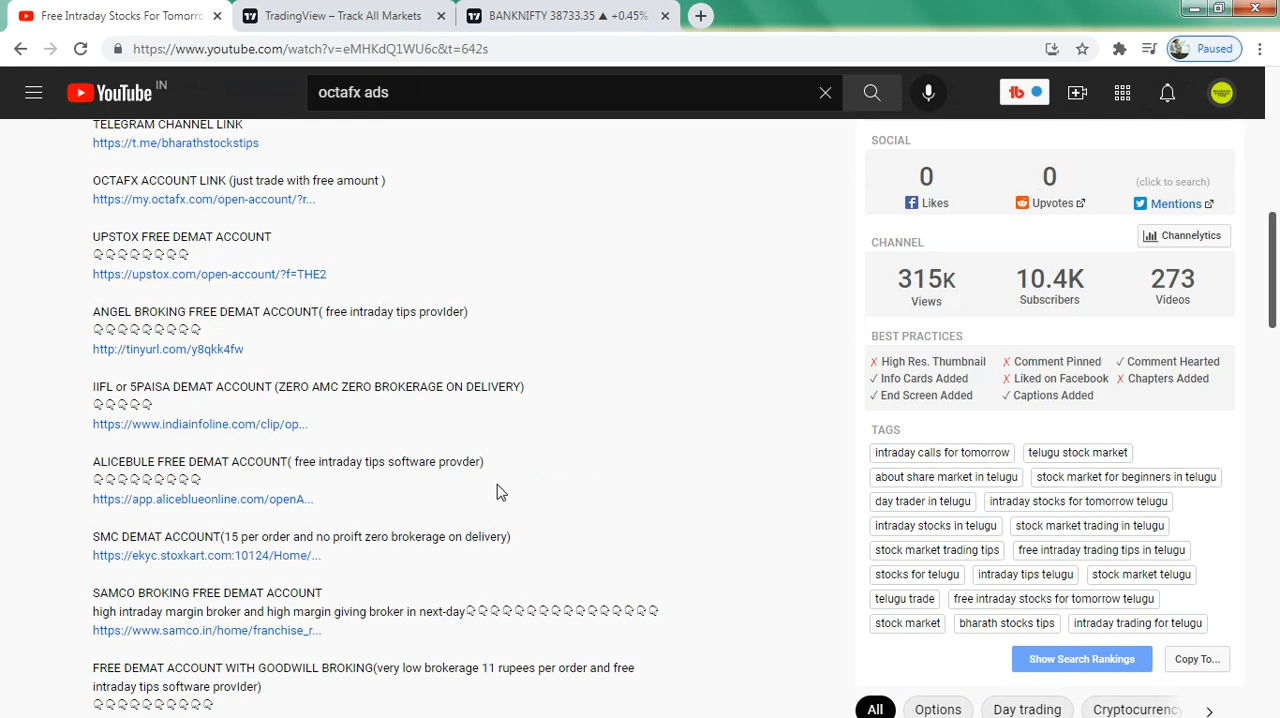 Free Intraday Stocks For Tomorro
TradingView – Track All Markets
BANKNIFTY 38733.35 ▲ +0.45%
https://www.youtube.com/watch?v=eMHKdQ1WU6c&t=642s
Paused
YouTube IN
octafx ads
tb
TELEGRAM CHANNEL LINK
https://t.me/bharathstockstips
OCTAFX ACCOUNT LINK (just trade with free amount )
https://my.octafx.com/open-account/?r...
UPSTOX FREE DEMAT ACCOUNT
👇👇👇👇👇👇👇
https://upstox.com/open-account/?f=THE2
ANGEL BROKING FREE DEMAT ACCOUNT( free intraday tips provIder)
👇👇👇👇👇👇👇👇
http://tinyurl.com/y8qkk4fw
IIFL or 5PAISA DEMAT ACCOUNT (ZERO AMC ZERO BROKERAGE ON DELIVERY)
👇👇👇👇👇
https://www.indiainfoline.com/clip/op...
ALICEBULE FREE DEMAT ACCOUNT( free intraday tips software provder)
👇👇👇👇👇👇👇👇
https://app.aliceblueonline.com/openA...
SMC DEMAT ACCOUNT(15 per order and no proift zero brokerage on delivery)
https://ekyc.stoxkart.com:10124/Home/...
SAMCO BROKING FREE DEMAT ACCOUNT
high intraday margin broker and high margin giving broker in next-day👇👇👇👇👇👇👇👇👇👇👇👇👇👇👇
https://www.samco.in/home/franchise_r...
FREE DEMAT ACCOUNT WITH GOODWILL BROKING(very low brokerage 11 rupees per order and free
intraday tips software provIder)
👇👇👇👇👇👇👇👇👇
SOCIAL
0 0 (click to search)
Likes Upvotes Mentions
CHANNEL Channelytics
315K 10.4K 273
Views Subscribers Videos
BEST PRACTICES
✗ High Res. Thumbnail ✗ Comment Pinned ✓ Comment Hearted
✓ Info Cards Added ✗ Liked on Facebook ✗ Chapters Added
✓ End Screen Added ✓ Captions Added
TAGS
intraday calls for tomorrow telugu stock market
about share market in telugu stock market for beginners in telugu
day trader in telugu intraday stocks for tomorrow telugu
intraday stocks in telugu stock market trading in telugu
stock market trading tips free intraday trading tips in telugu
stocks for telugu intraday tips telugu stock market telugu
telugu trade free intraday stocks for tomorrow telugu
stock market bharath stocks tips intraday trading for telugu
Show Search Rankings Copy To...
All Options Day trading Cryptocurrenc